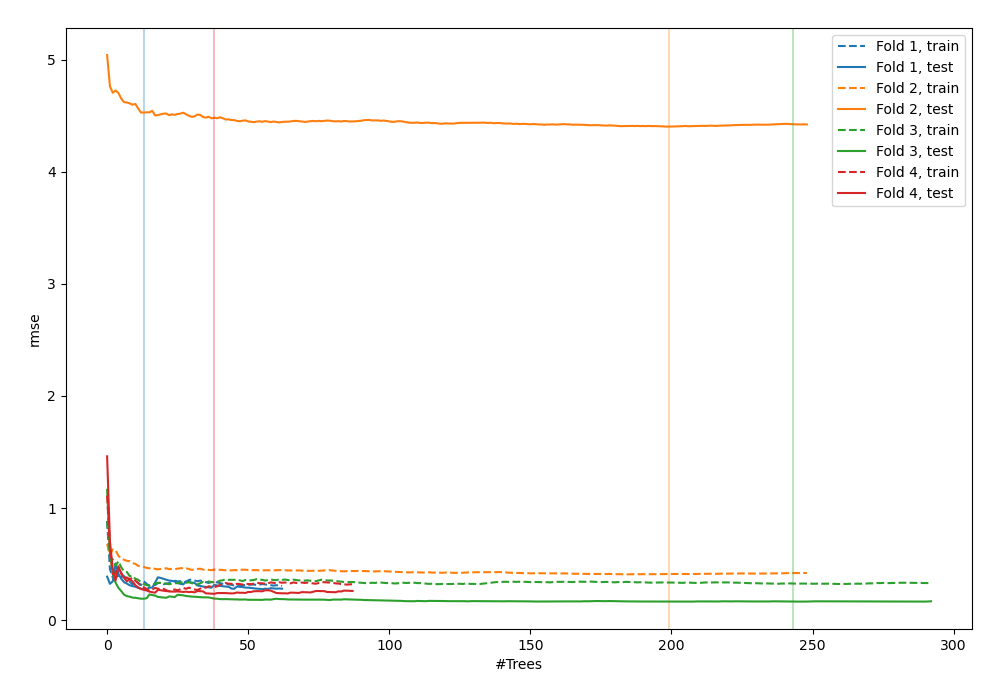 5
4
3
2
1
0
rmse
0
50
100
150
200
250
300
#Trees
Fold 1, train
Fold 1, test
Fold 2, train
Fold 2, test
Fold 3, train
Fold 3, test
Fold 4, train
Fold 4, test